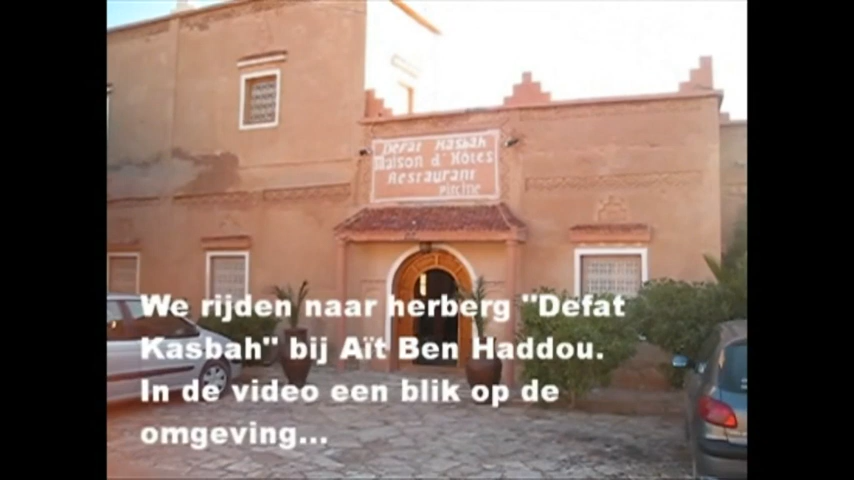 Defat Kasbah
Maison d'Hôtes
Restaurant
Piscine
We rijden naar herberg "Defat
Kasbah" bij Aït Ben Haddou.
In de video een blik op de
omgeving...